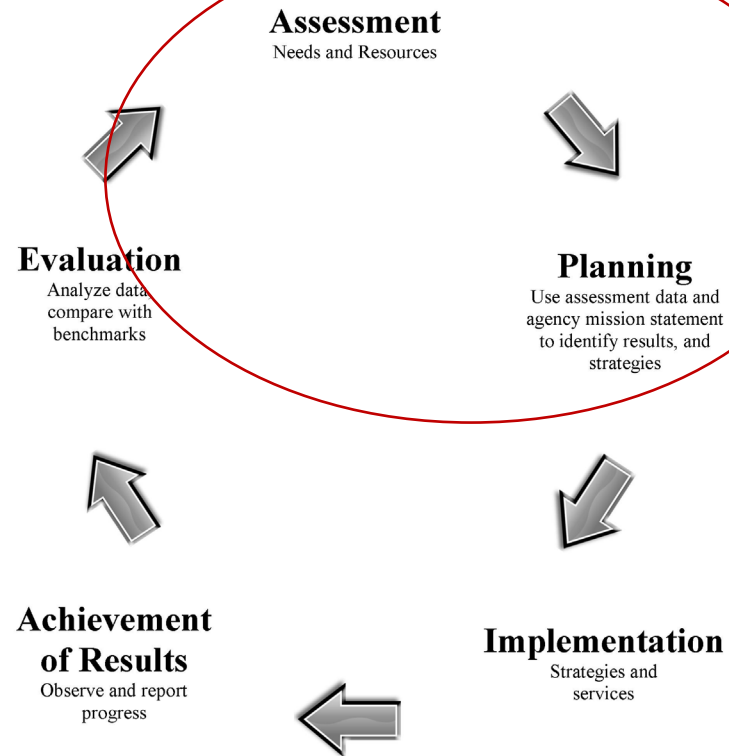 Assessment
Needs and Resources
Planning
Use assessment data and
agency mission statement
to identify results, and
strategies
Implementation
Strategies and
services
Achievement
of Results
Observe and report
progress
Evaluation
Analyze data,
compare with
benchmarks